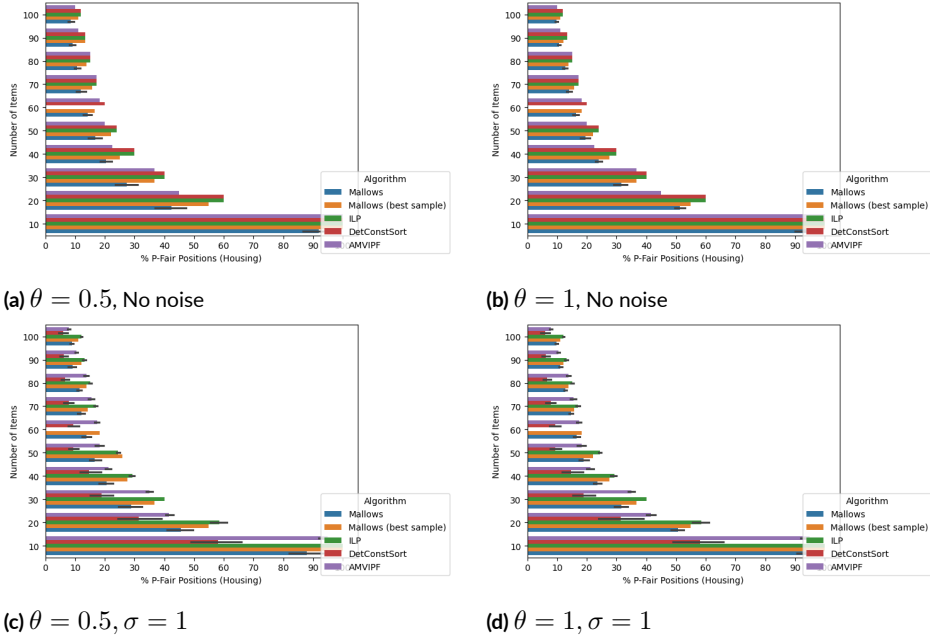 100
90
80
70
60
50
40
30
20
10
Number of Items
0 10 20 30 40 50 60 70 80 90
% P-Fair Positions (Housing)
Algorithm
Mallows
Mallows (best sample)
ILP
DetConstSort
AMVIPF
(a) θ = 0.5, No noise
100
90
80
70
60
50
40
30
20
10
Number of Items
0 10 20 30 40 50 60 70 80 90
% P-Fair Positions (Housing)
Algorithm
Mallows
Mallows (best sample)
ILP
DetConstSort
AMVIPF
(b) θ = 1, No noise
100
90
80
70
60
50
40
30
20
10
Number of Items
0 10 20 30 40 50 60 70 80 90
% P-Fair Positions (Housing)
Algorithm
Mallows
Mallows (best sample)
ILP
DetConstSort
AMVIPF
(c) θ = 0.5, σ = 1
100
90
80
70
60
50
40
30
20
10
Number of Items
0 10 20 30 40 50 60 70 80 90
% P-Fair Positions (Housing)
Algorithm
Mallows
Mallows (best sample)
ILP
DetConstSort
AMVIPF
(d) θ = 1, σ = 1